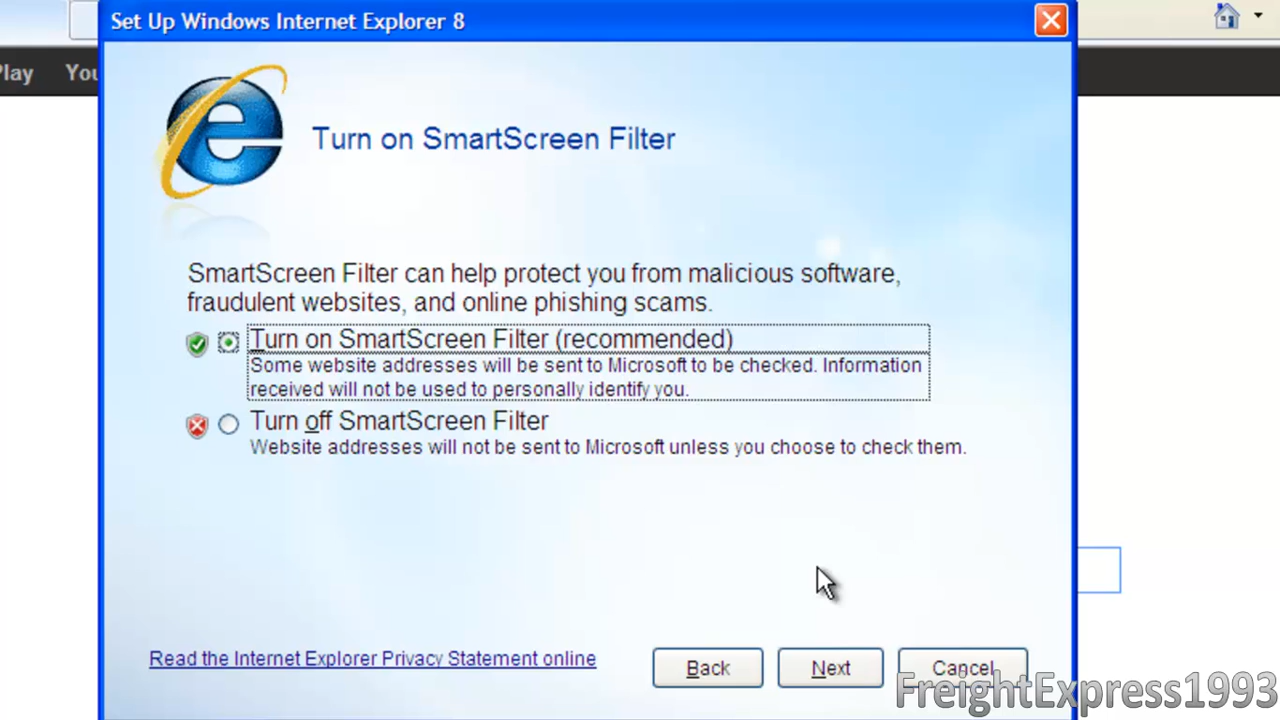 Set Up Windows Internet Explorer 8
Play You
Turn on SmartScreen Filter
SmartScreen Filter can help protect you from malicious software,
fraudulent websites, and online phishing scams.
Turn on SmartScreen Filter (recommended)
Some website addresses will be sent to Microsoft to be checked. Information
received will not be used to personally identify you.
Turn off SmartScreen Filter
Website addresses will not be sent to Microsoft unless you choose to check them.
Read the Internet Explorer Privacy Statement online
Back
Next
Cancel
FreightExpress1993